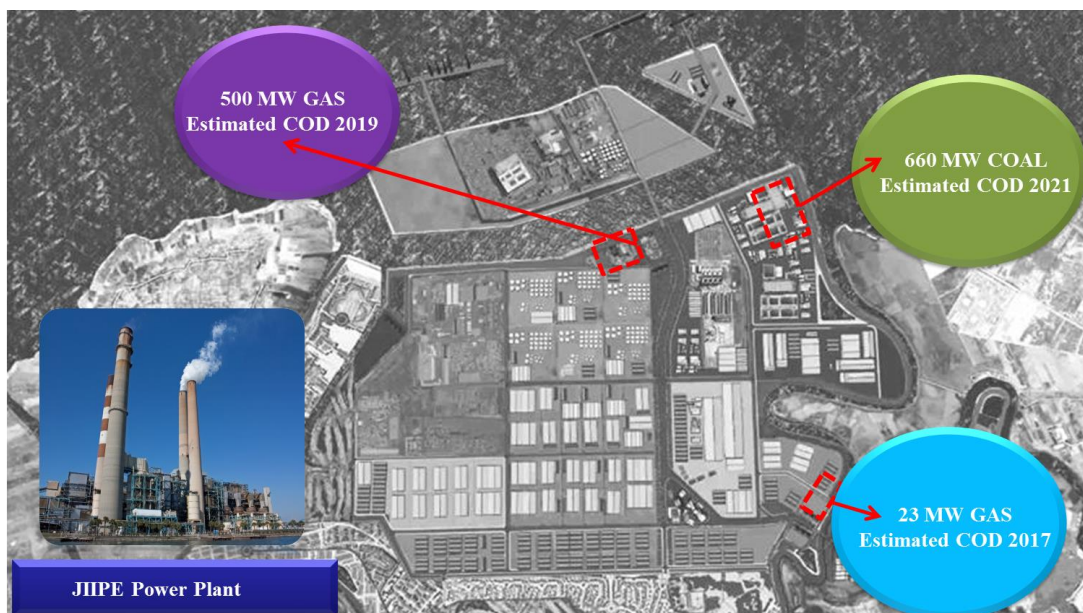 500 MW GAS
Estimated COD 2019
660 MW COAL
Estimated COD 2021
23 MW GAS
Estimated COD 2017
JIIPE Power Plant